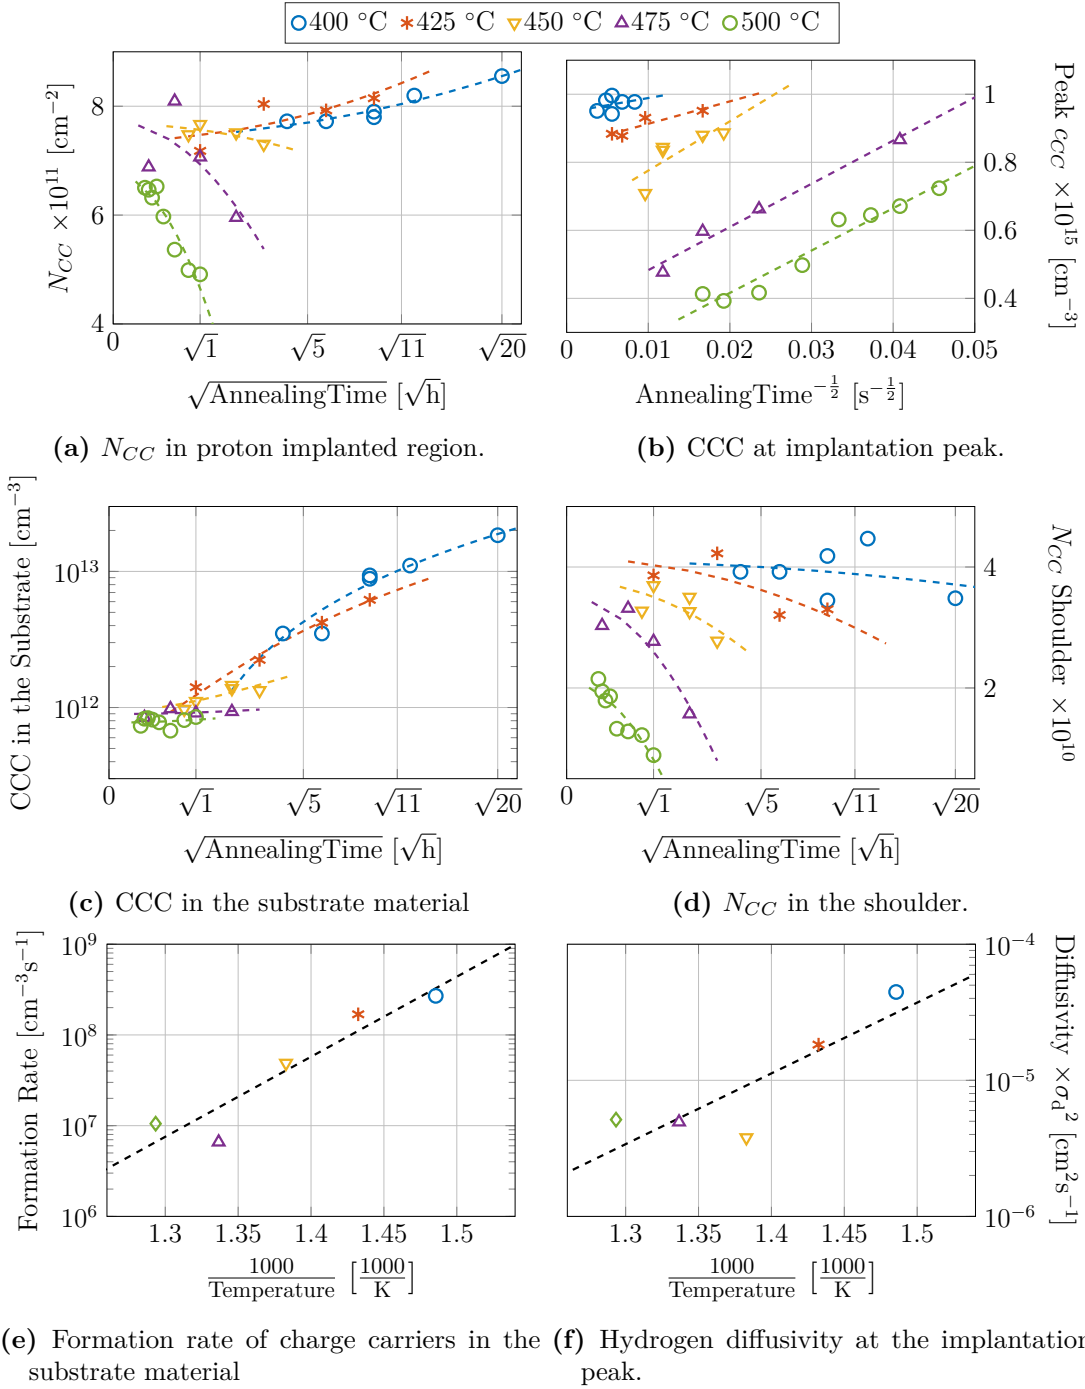 400 °C 425 °C 450 °C 475 °C 500 °C
8
6
4
N_CC ×10^11 [cm^−2]
0 √1 √5 √11 √20
√AnnealingTime [√h]
(a) N_CC in proton implanted region.
1
0.8
0.6
0.4
Peak c_CC ×10^15 [cm^−3]
0 0.01 0.02 0.03 0.04 0.05
AnnealingTime^−1/2 [s^−1/2]
(b) CCC at implantation peak.
10^13
10^12
CCC in the Substrate [cm^−3]
0 √1 √5 √11 √20
√AnnealingTime [√h]
(c) CCC in the substrate material
4
2
N_CC Shoulder ×10^10
0 √1 √5 √11 √20
√AnnealingTime [√h]
(d) N_CC in the shoulder.
10^9
10^8
10^7
10^6
Formation Rate [cm^−3s^−1]
1.3 1.35 1.4 1.45 1.5
1000/Temperature [1000/K]
(e) Formation rate of charge carriers in the
substrate material
10^−4
10^−5
10^−6
Diffusivity ×σ_d^2 [cm^2s^−1]
1.3 1.35 1.4 1.45 1.5
1000/Temperature [1000/K]
(f) Hydrogen diffusivity at the implantation
peak.